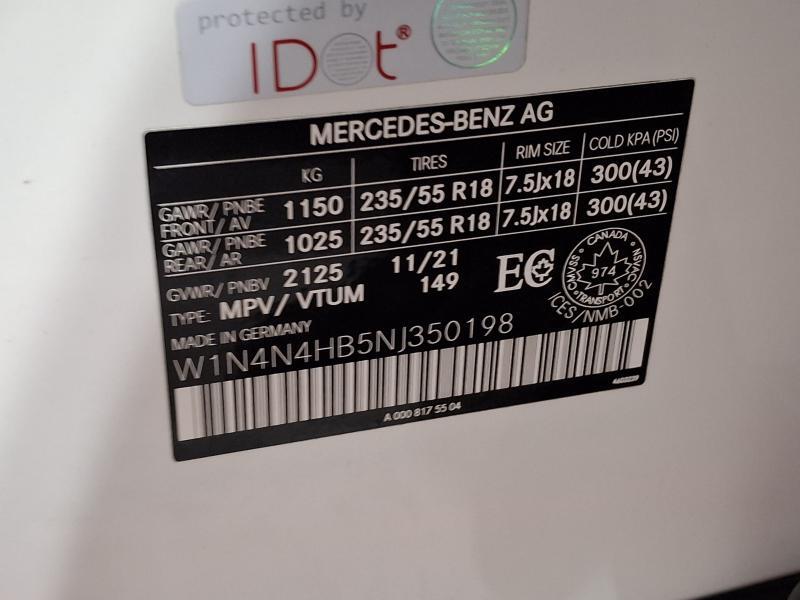 protected by
IDot®
MERCEDES-BENZ AG
KG TIRES RIM SIZE COLD KPA (PSI)
GAWR/ PNBE FRONT/ AV 1150 235/55 R18 7.5Jx18 300(43)
GAWR/ PNBE REAR/ AR 1025 235/55 R18 7.5Jx18 300(43)
GVWR/ PNBV 2125 11/21
149
TYPE: MPV/ VTUM
MADE IN GERMANY
EC
CANADA
CMVSS 974 NSVAC
TRANSPORT
ICES/NMB-002
W1N4N4HB5NJ350198
A 000 817 55 04